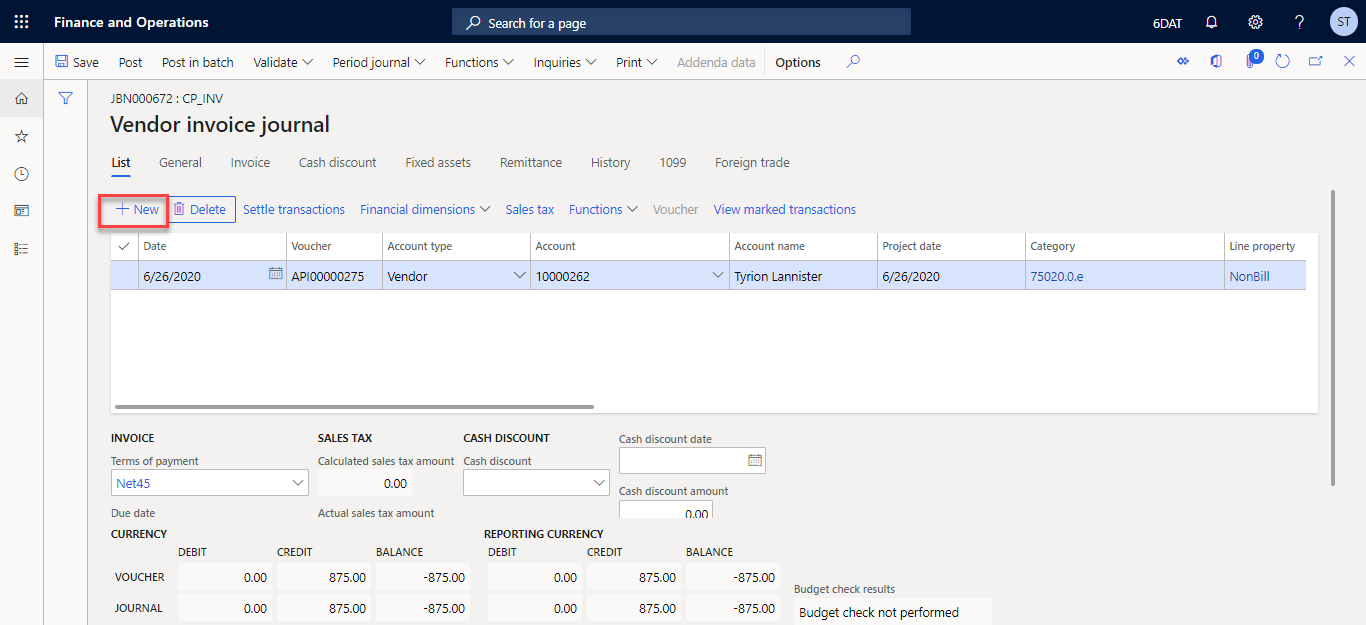 Finance and Operations
Search for a page
6DAT
?
ST
Save Post Post in batch Validate Period journal Functions Inquiries Print Addenda data Options
0
JBN000672 : CP_INV
Vendor invoice journal
List General Invoice Cash discount Fixed assets Remittance History 1099 Foreign trade
New Delete Settle transactions Financial dimensions Sales tax Functions Voucher View marked transactions
Date Voucher Account type Account Account name Project date Category Line property
6/26/2020 API00000275 Vendor 10000262 Tyrion Lannister 6/26/2020 75020.0.e NonBill
INVOICE SALES TAX CASH DISCOUNT Cash discount date
Terms of payment Calculated sales tax amount Cash discount
Net45 0.00
Cash discount amount
0.00
Due date Actual sales tax amount
CURRENCY REPORTING CURRENCY
DEBIT CREDIT BALANCE DEBIT CREDIT BALANCE
VOUCHER 0.00 875.00 -875.00 0.00 875.00 -875.00
Budget check results
JOURNAL 0.00 875.00 -875.00 0.00 875.00 -875.00
Budget check not performed